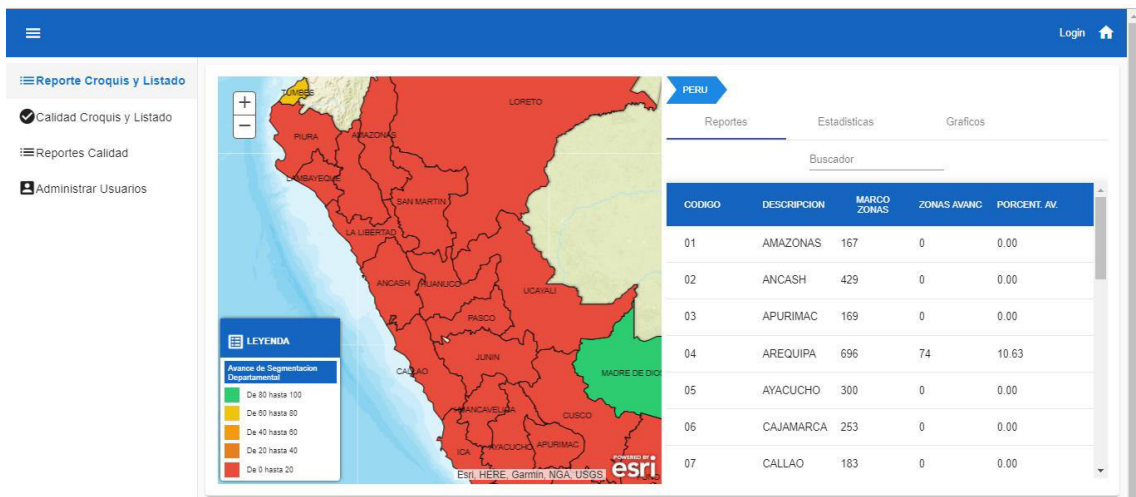 Login
Reporte Croquis y Listado
Calidad Croquis y Listado
Reportes Calidad
Administrar Usuarios
+
−
TUMBES
LORETO
PIURA
AMAZONAS
LAMBAYEQUE
SAN MARTIN
LA LIBERTAD
ANCASH
HUANUCO
UCAYALI
PASCO
JUNIN
CALLAO
MADRE DE DIO
HUANCAVELICA
CUSCO
ICA
AYACUCHO
APURIMAC
LEYENDA
Avance de Segmentacion
Departamental
De 80 hasta 100
De 60 hasta 80
De 40 hasta 60
De 20 hasta 40
De 0 hasta 20
Esri, HERE, Garmin, NGA, USGS
POWERED BY
esri
PERU
Reportes Estadisticas Graficos
Buscador
CODIGO DESCRIPCION MARCO ZONAS ZONAS AVANC PORCENT. AV.
01 AMAZONAS 167 0 0.00
02 ANCASH 429 0 0.00
03 APURIMAC 169 0 0.00
04 AREQUIPA 696 74 10.63
05 AYACUCHO 300 0 0.00
06 CAJAMARCA 253 0 0.00
07 CALLAO 183 0 0.00